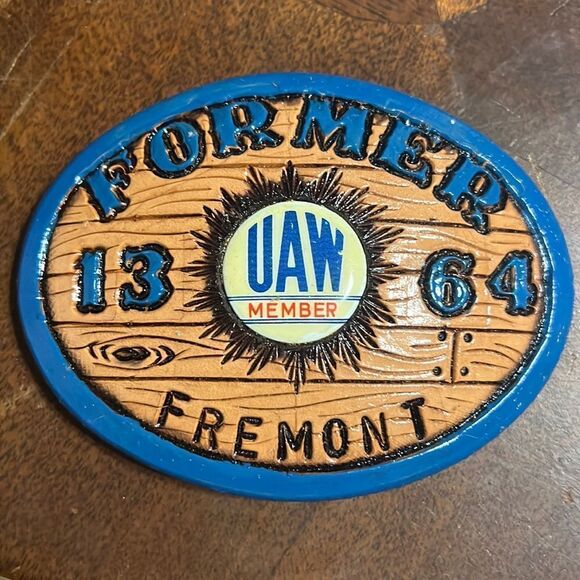 FORMER
13 64
UAW
MEMBER
FREMONT